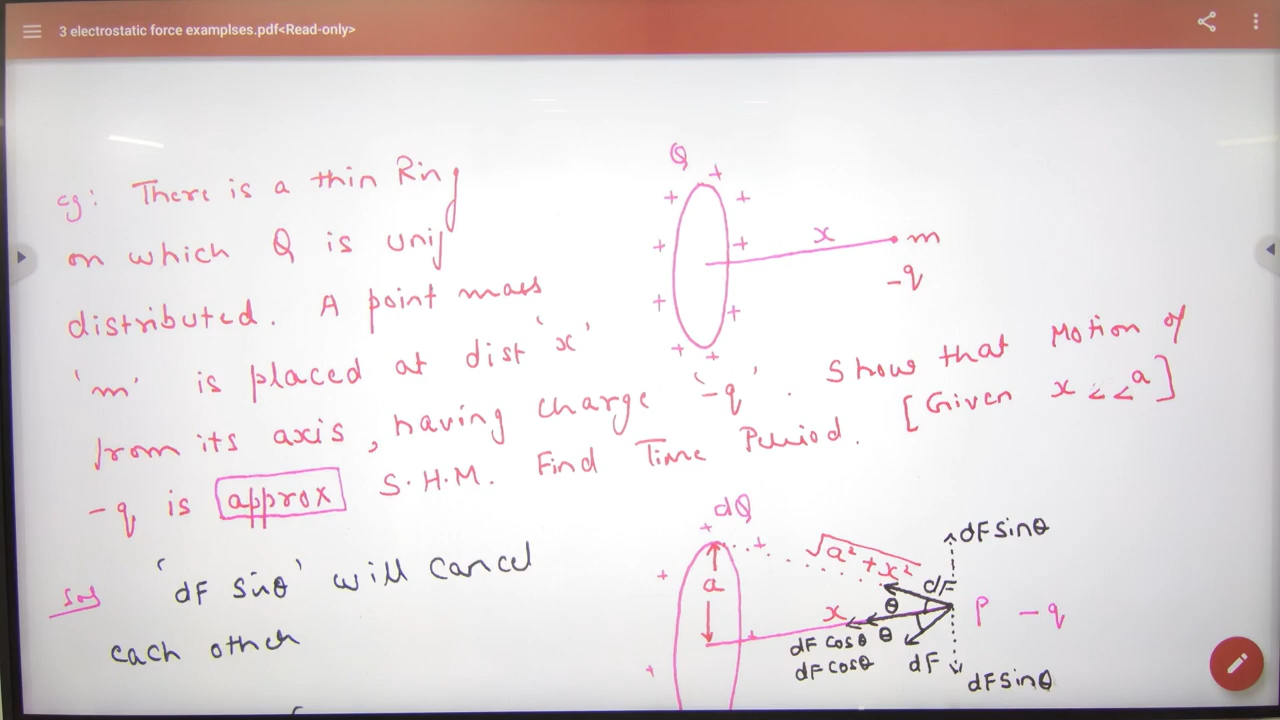 3 electrostatic force examplses.pdf<Read-only>
eg: There is a thin Ring
on which Q is unif
distributed. A point mass
'm' is placed at dist 'x'
from its axis, having charge '-q'. Show that Motion of
-q is approx S.H.M. Find Time Period. [Given x << a]
Q
+ + + + + + + + + +
x
m
-q
Sol 'dF sinθ' will cancel
each other
dQ
+ + + + +
a
√a²+x²
x
dF sinθ
dF
θ
P -q
dF cosθ θ
dF cosθ
dF
dF sinθ